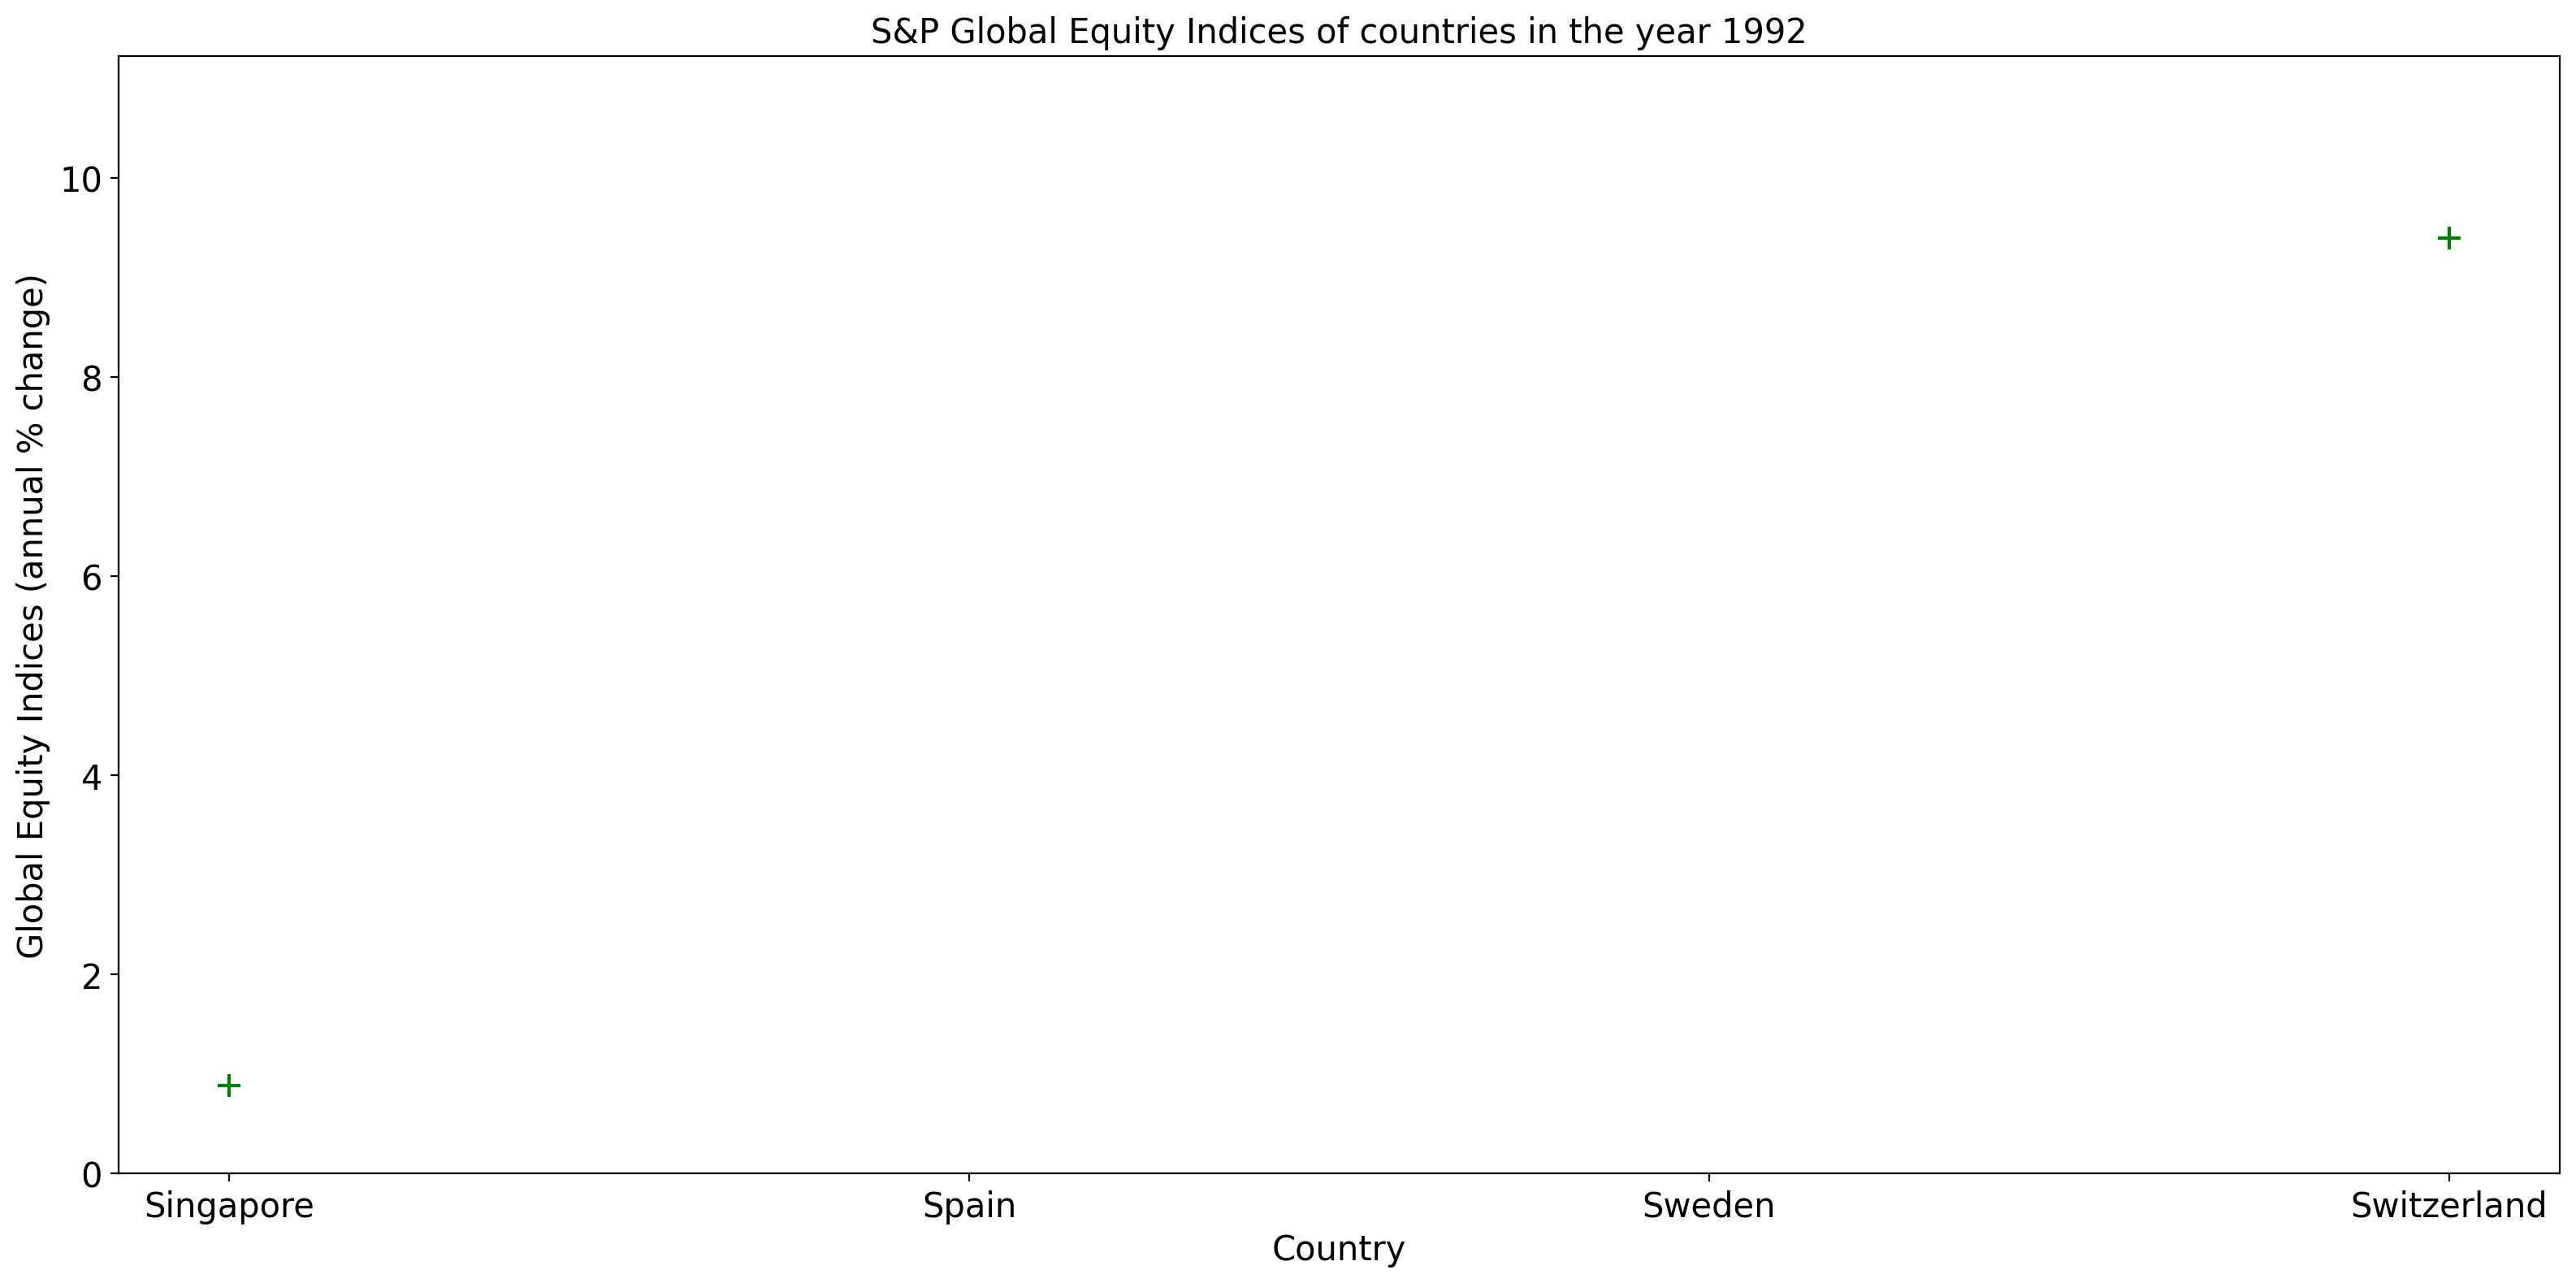 S&P Global Equity Indices of countries in the year 1992
Global Equity Indices (annual % change)
10
8
6
4
2
0
Singapore Spain Sweden Switzerland
Country